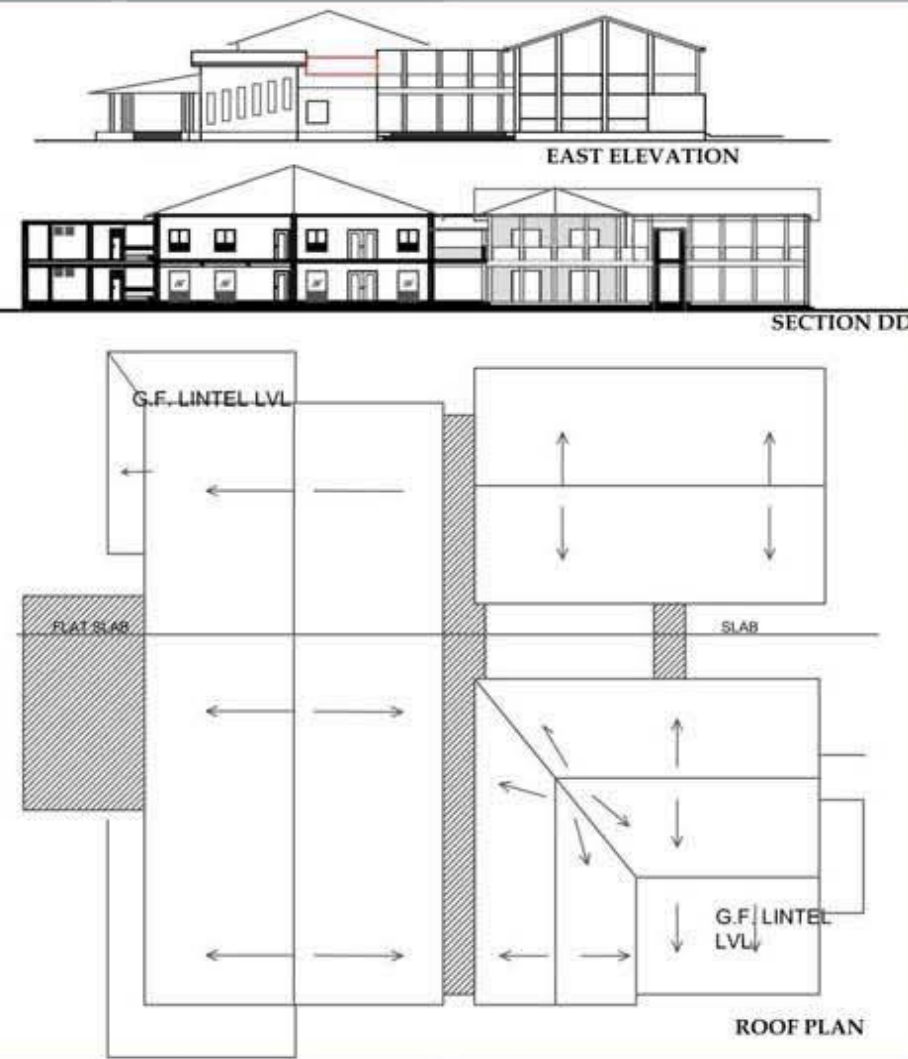 EAST ELEVATION
SECTION DD
G.F. LINTEL LVL
FLAT SLAB
SLAB
G.F. LINTEL
LVL
ROOF PLAN